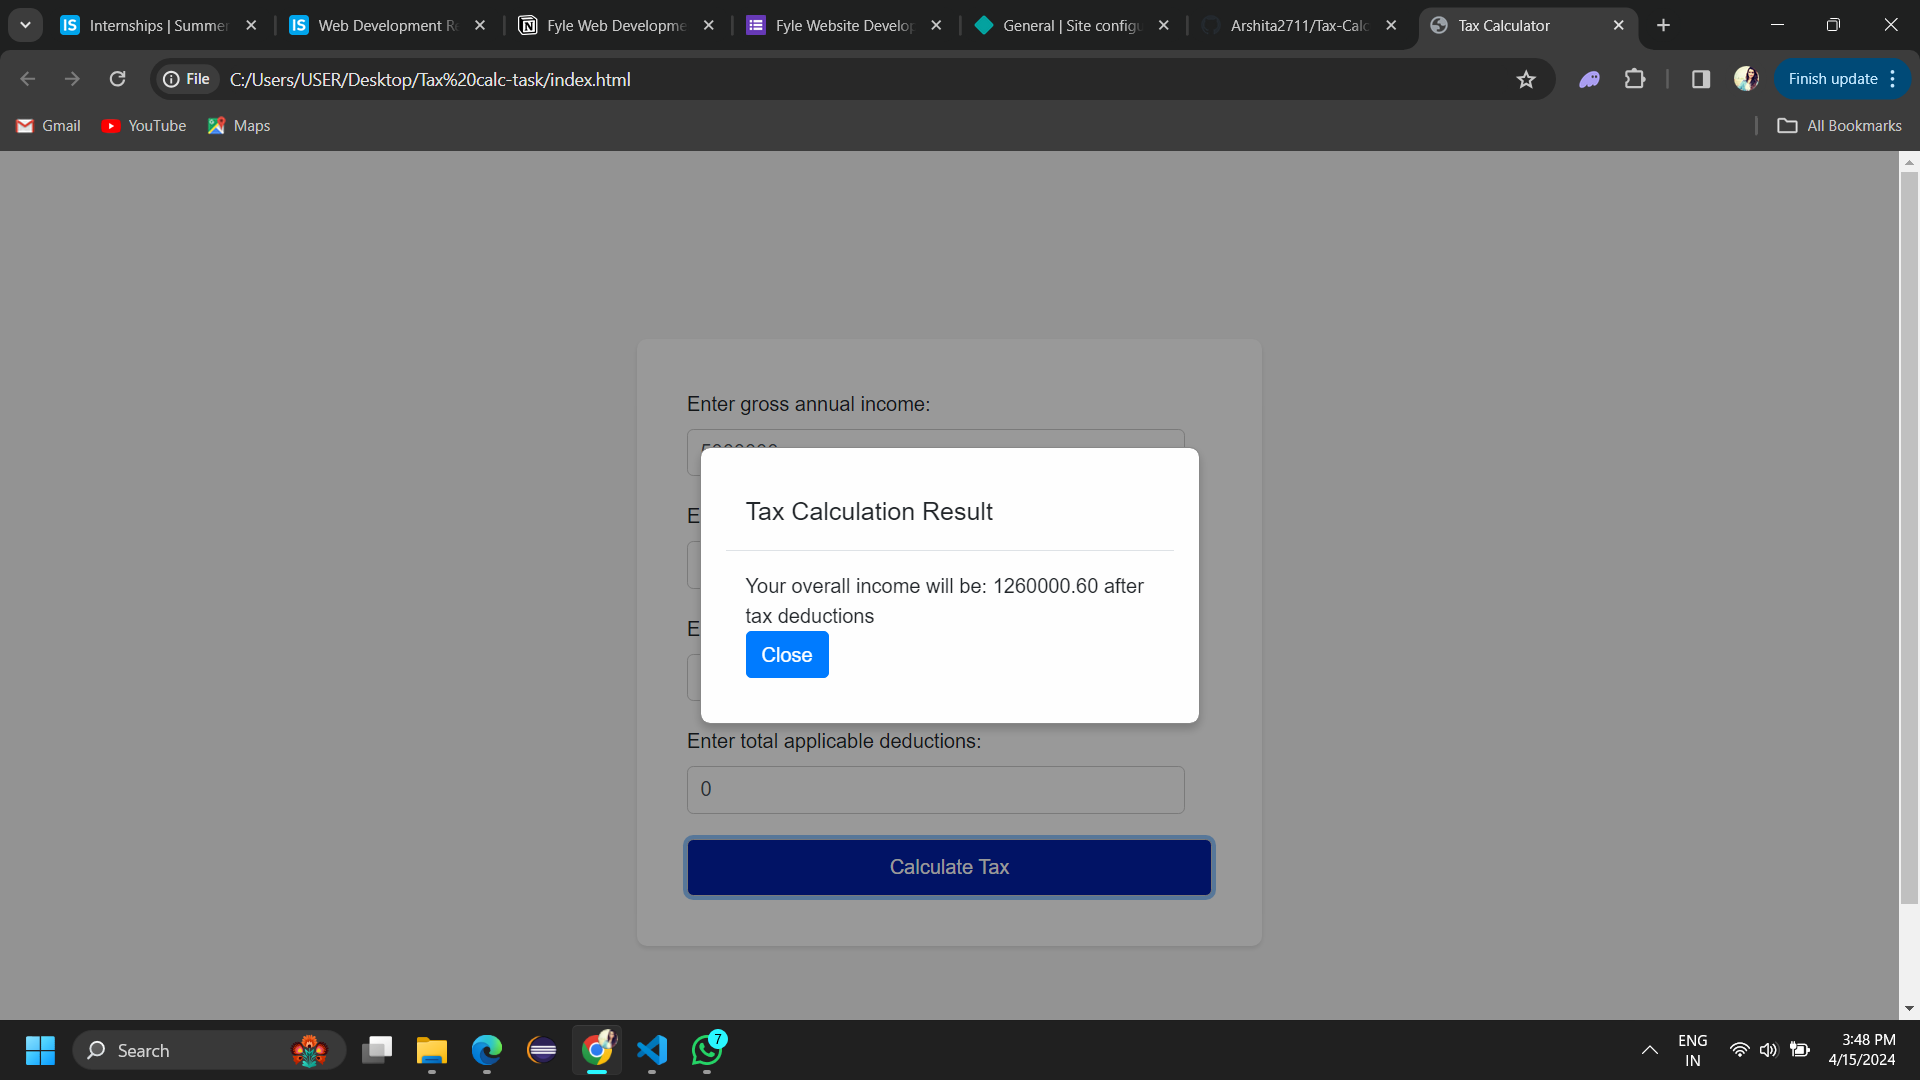 Internships | Summer
Web Development Re
Fyle Web Developme
Fyle Website Develop
General | Site configu
Arshita2711/Tax-Calc
Tax Calculator
File
C:/Users/USER/Desktop/Tax%20calc-task/index.html
Finish update
Gmail
YouTube
Maps
All Bookmarks
Enter gross annual income:
Tax Calculation Result
E
Your overall income will be: 1260000.60 after
tax deductions
E
Close
Enter total applicable deductions:
0
Calculate Tax
Search
7
ENG
IN
3:48 PM
4/15/2024